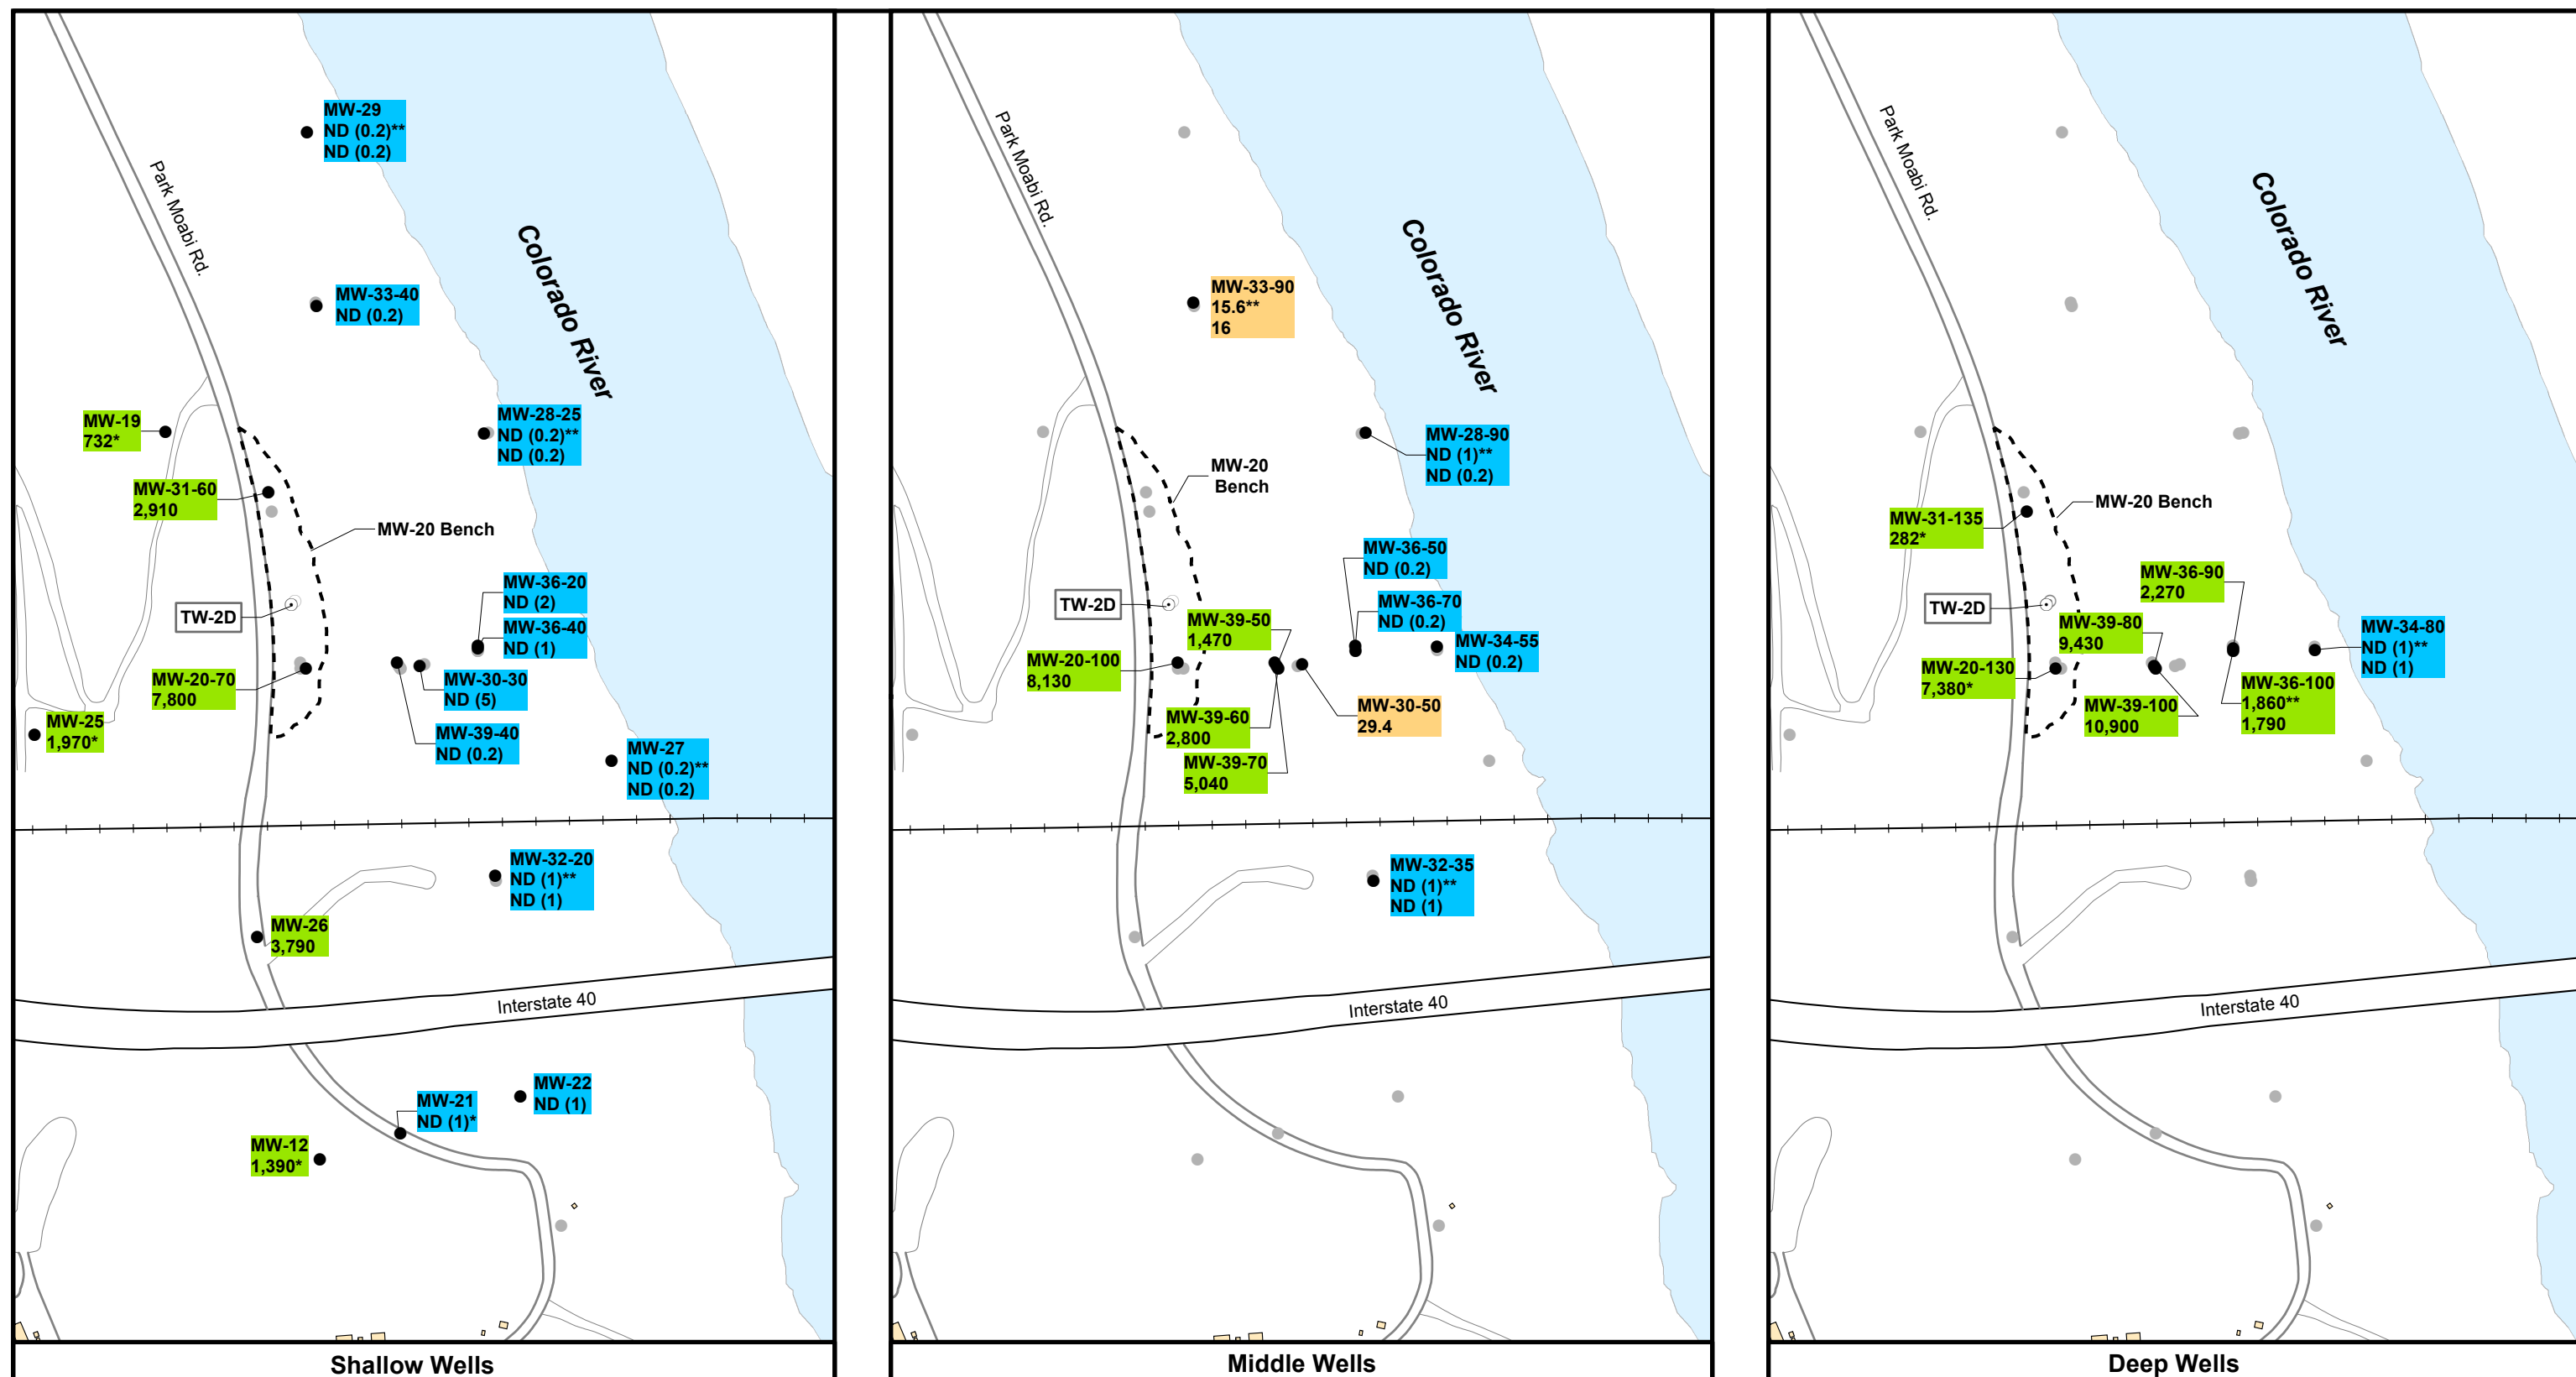 MW-29
ND (0.2)**
ND (0.2)
Park Moabi Rd.
Colorado River
MW-33-40
ND (0.2)
MW-19
732*
MW-28-25
ND (0.2)**
ND (0.2)
MW-31-60
2,910
MW-20 Bench
MW-36-20
ND (2)
TW-2D
MW-36-40
ND (1)
MW-20-70
7,800
MW-30-30
ND (5)
MW-25
1,970*
MW-39-40
ND (0.2)
MW-27
ND (0.2)**
ND (0.2)
MW-32-20
ND (1)**
ND (1)
MW-26
3,790
Interstate 40
MW-22
ND (1)
MW-21
ND (1)*
MW-12
1,390*
Shallow Wells
Park Moabi Rd.
Colorado River
MW-33-90
15.6**
16
MW-28-90
ND (1)**
ND (0.2)
MW-20
Bench
MW-36-50
ND (0.2)
TW-2D
MW-36-70
ND (0.2)
MW-39-50
1,470
MW-34-55
ND (0.2)
MW-20-100
8,130
MW-30-50
29.4
MW-39-60
2,800
MW-39-70
5,040
MW-32-35
ND (1)**
ND (1)
Interstate 40
Middle Wells
Park Moabi Rd.
Colorado River
MW-20 Bench
MW-31-135
282*
MW-36-90
2,270
TW-2D
MW-39-80
9,430
MW-34-80
ND (1)**
ND (1)
MW-20-130
7,380*
MW-36-100
1,860**
1,790
MW-39-100
10,900
Interstate 40
Deep Wells